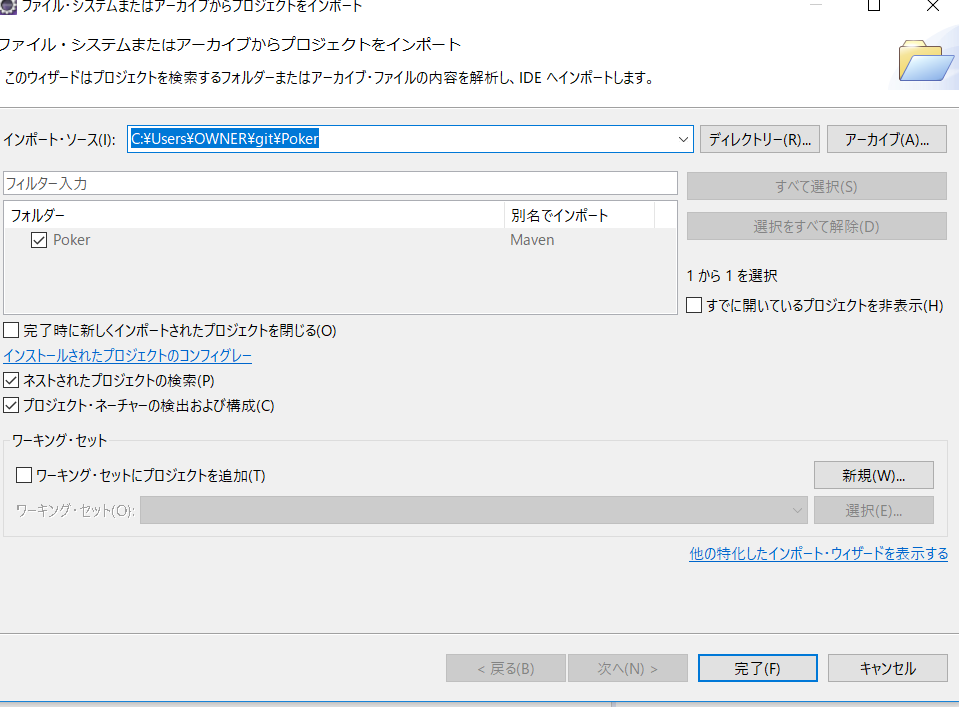 ファイル・システムまたはアーカイブからプロジェクトをインポート
ファイル・システムまたはアーカイブからプロジェクトをインポート
このウィザードはプロジェクトを検索するフォルダーまたはアーカイブ・ファイルの内容を解析し、IDE へインポートします。
インポート・ソース(I): C:¥Users¥OWNER¥git¥Poker ディレクトリー(R)... アーカイブ(A)...
フィルター入力 すべて選択(S)
フォルダー 別名でインポート 選択をすべて解除(D)
Poker Maven
1 から 1 を選択
すでに開いているプロジェクトを非表示(H)
完了時に新しくインポートされたプロジェクトを閉じる(O)
インストールされたプロジェクトのコンフィグレー
ネストされたプロジェクトの検索(P)
プロジェクト・ネーチャーの検出および構成(C)
ワーキング・セット
ワーキング・セットにプロジェクトを追加(T) 新規(W)...
ワーキング・セット(O): 選択(E)...
他の特化したインポート・ウィザードを表示する
< 戻る(B) 次へ(N) > 完了(F) キャンセル